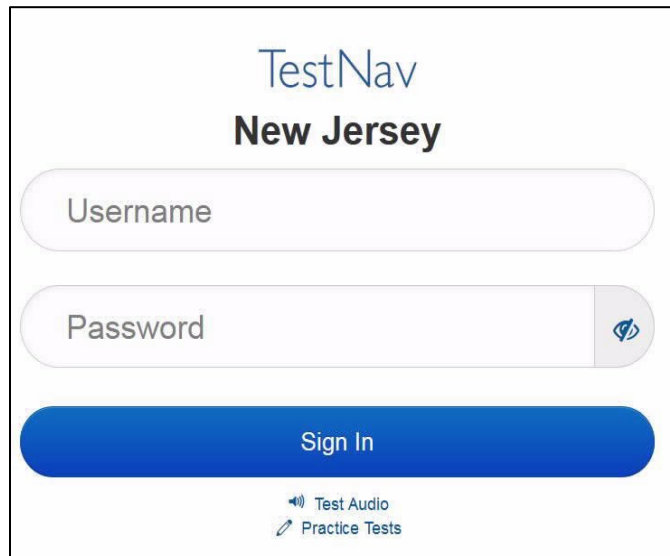 TestNav
New Jersey
Username
Password
Sign In
Test Audio
Practice Tests